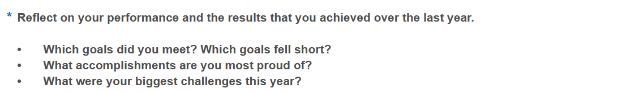 * Reflect on your performance and the results that you achieved over the last year.
• Which goals did you meet? Which goals fell short?
• What accomplishments are you most proud of?
• What were your biggest challenges this year?